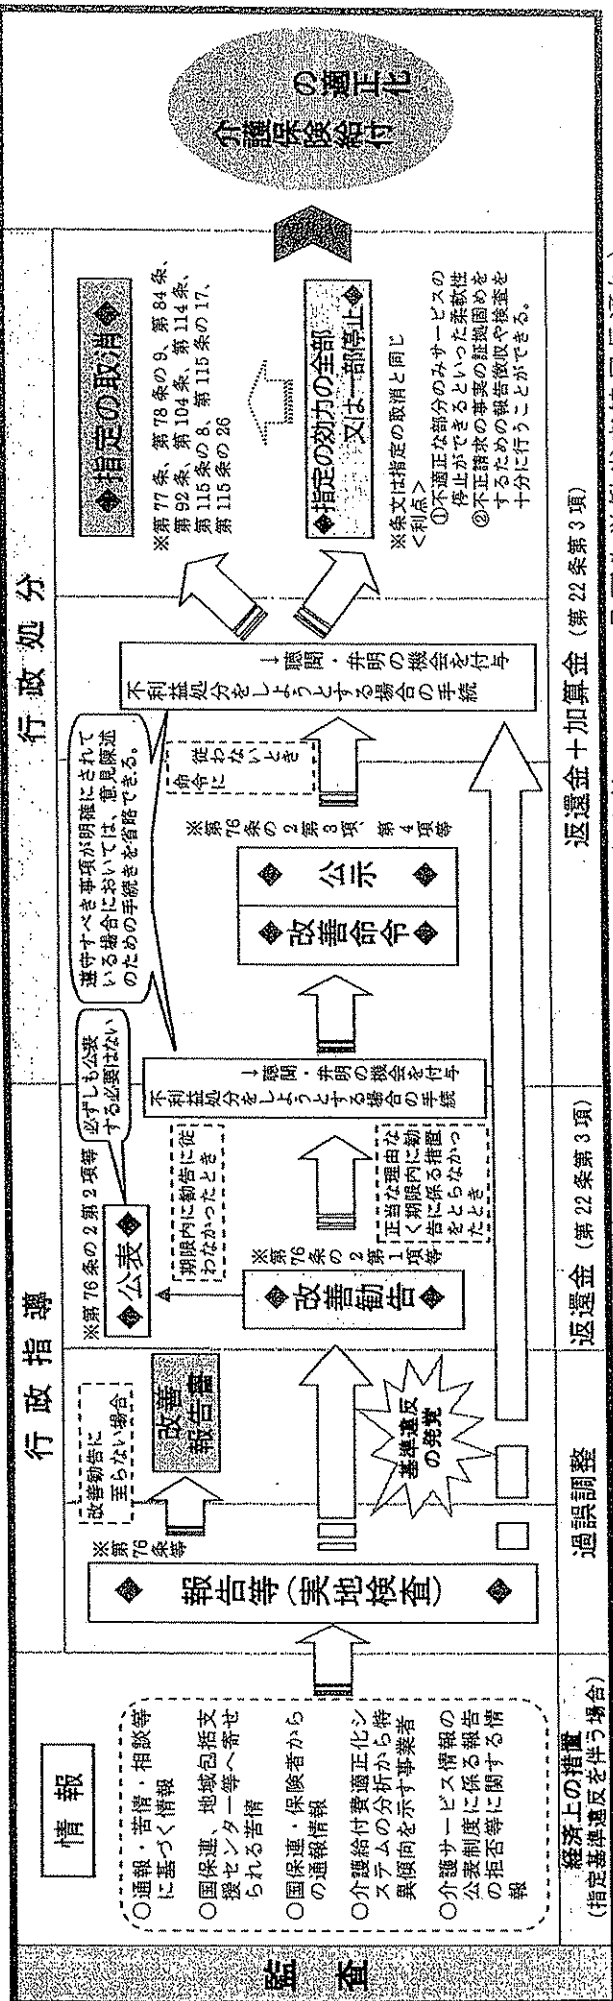 監査
情報
○通報・苦情・相談等
に基づく情報
○国保連、地域包括支
援センター等へ寄せ
られる苦情
○国保連・保険者から
の通報情報
○介護給付費適正化シ
ステムの分析から特
異傾向を示す事業者
○介護サービス情報の
公表制度に係る報告
の拒否等に関する情
報
行政指導
※第76条等
◆報告等(実地検査)◆
改善勧告に
至らない場合
改善
報告書
基準違反
の発覚
※第76条の2第1項等
◆改善勧告◆
※第76条の2第2項等
◆公表◆
必ずしも公表
する必要はない
期限内に勧告に従
わなかったとき
正当な理由な
く期限内に勧
告に係る措置
をとらなかっ
たとき
不利益処分をしようとする場合の手続
→聴聞・弁明の機会を付与
行政処分
遵守すべき事項が明確にされて
いる場合においては、意見陳述
のための手続きを省略できる。
◆改善命令◆
◆公示◆
※第76条の2第3項、第4項等
命令に
従わないとき
不利益処分をしようとする場合の手続
→聴聞・弁明の機会を付与
◆指定の取消◆
※第77条、第78条の9、第84条、
第92条、第104条、第114条、
第115条の8、第115条の17、
第115条の26
◆指定の効力の全部
又は一部停止◆
※条文は指定の取消と同じ
<利点>
①不適正な部分のみサービスの
停止ができるといった柔軟性
②不正請求の事実の証拠固めを
するための報告徴収や検査を
十分に行うことができる。
介護保険給付
の適正化
経済上の措置
(指定基準違反を伴う場合)
過誤調整
返還金(第22条第3項)
返還金+加算金(第22条第3項)